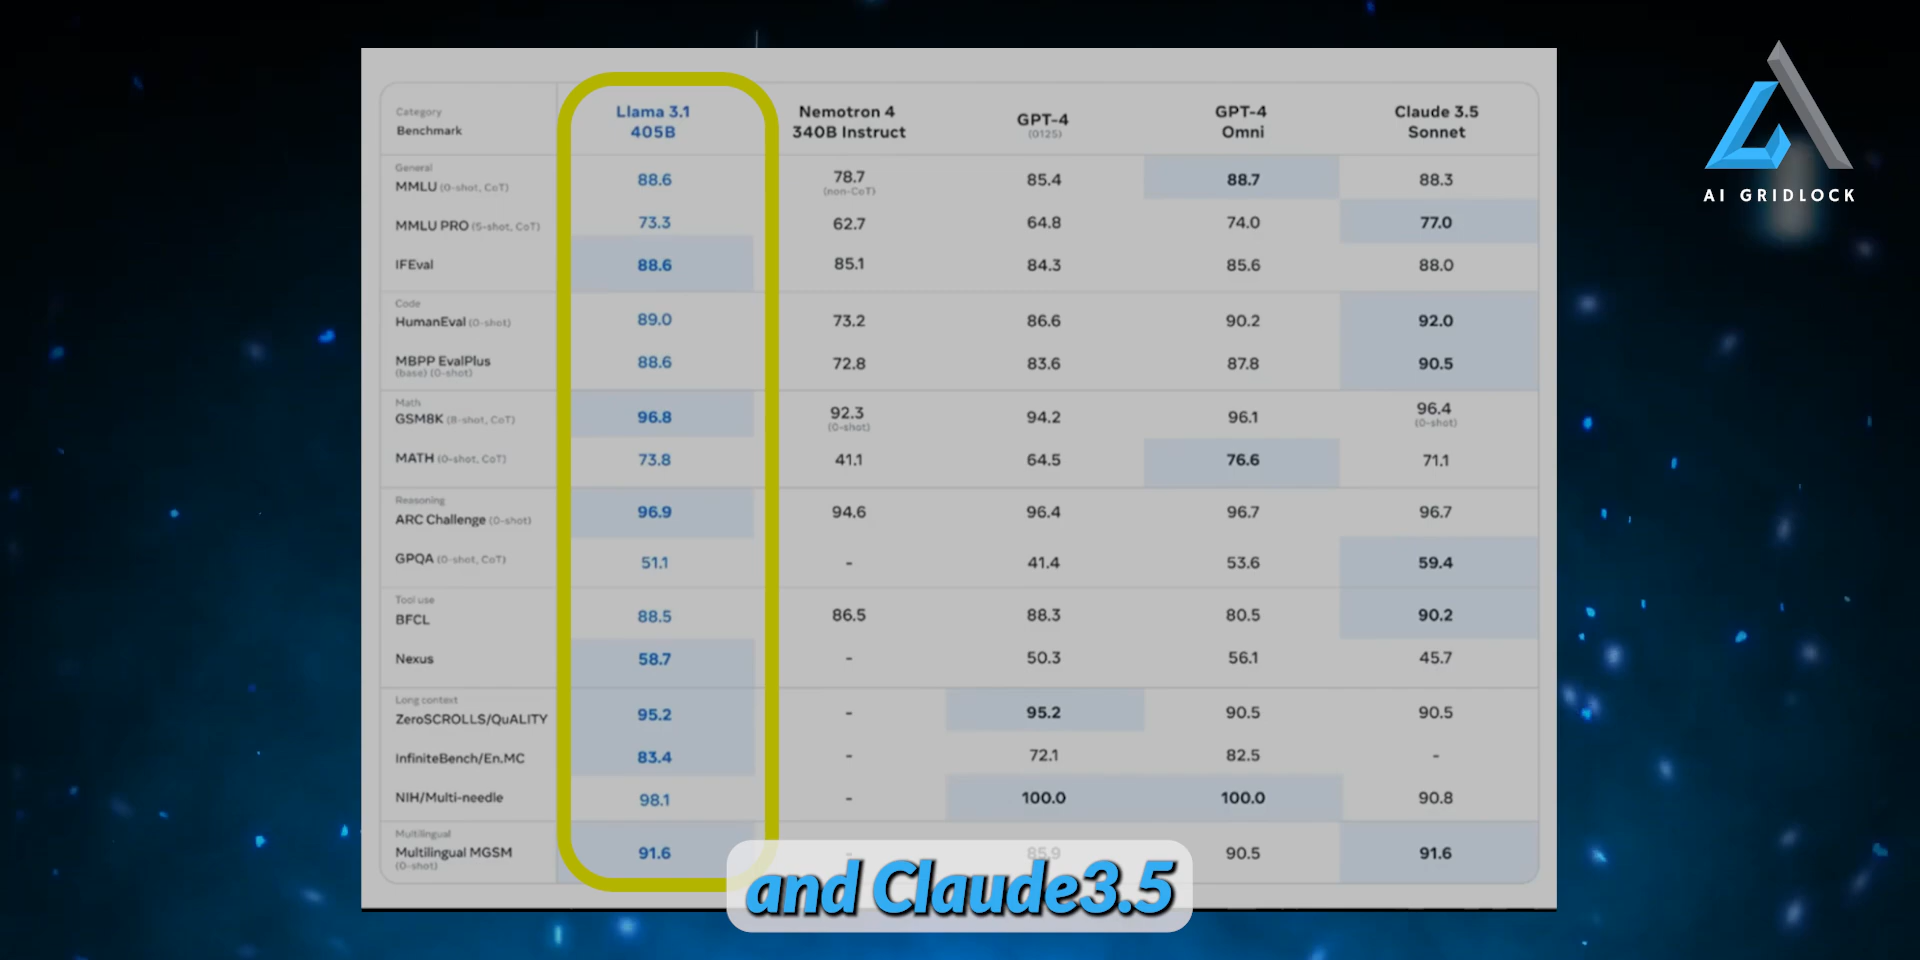 AI GRIDLOCK
Category
Benchmark
Llama 3.1
405B
Nemotron 4
340B Instruct
GPT-4
(0125)
GPT-4
Omni
Claude 3.5
Sonnet
General
MMLU (0-shot, CoT) 88.6 78.7 85.4 88.7 88.3
(non-CoT)
MMLU PRO (5-shot, CoT) 73.3 62.7 64.8 74.0 77.0
IFEval 88.6 85.1 84.3 85.6 88.0
Code
HumanEval (0-shot) 89.0 73.2 86.6 90.2 92.0
MBPP EvalPlus 88.6 72.8 83.6 87.8 90.5
(base) (0-shot)
Math
GSM8K (8-shot, CoT) 96.8 92.3 94.2 96.1 96.4
(0-shot) (0-shot)
MATH (0-shot, CoT) 73.8 41.1 64.5 76.6 71.1
Reasoning
ARC Challenge (0-shot) 96.9 94.6 96.4 96.7 96.7
GPQA (0-shot, CoT) 51.1 - 41.4 53.6 59.4
Tool use
BFCL 88.5 86.5 88.3 80.5 90.2
Nexus 58.7 - 50.3 56.1 45.7
Long context
ZeroSCROLLS/QuALITY 95.2 - 95.2 90.5 90.5
InfiniteBench/En.MC 83.4 - 72.1 82.5 -
NIH/Multi-needle 98.1 - 100.0 100.0 90.8
Multilingual
Multilingual MGSM 91.6 - 85.9 90.5 91.6
(0-shot)
and Claude3.5